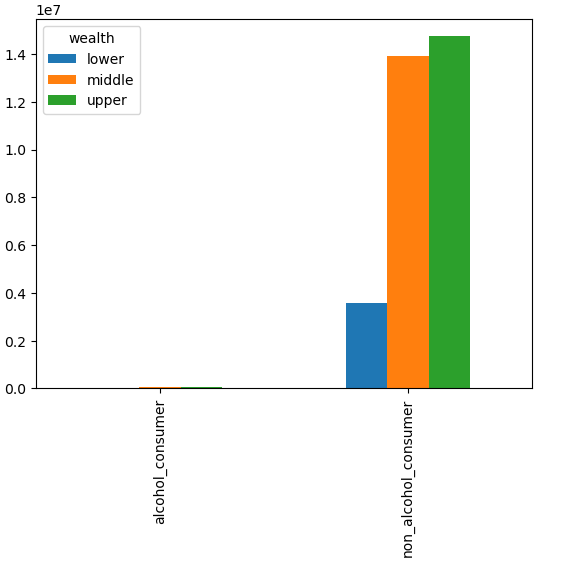 1e7
wealth
lower
middle
upper
1.4
1.2
1.0
0.8
0.6
0.4
0.2
0.0
alcohol_consumer
non_alcohol_consumer